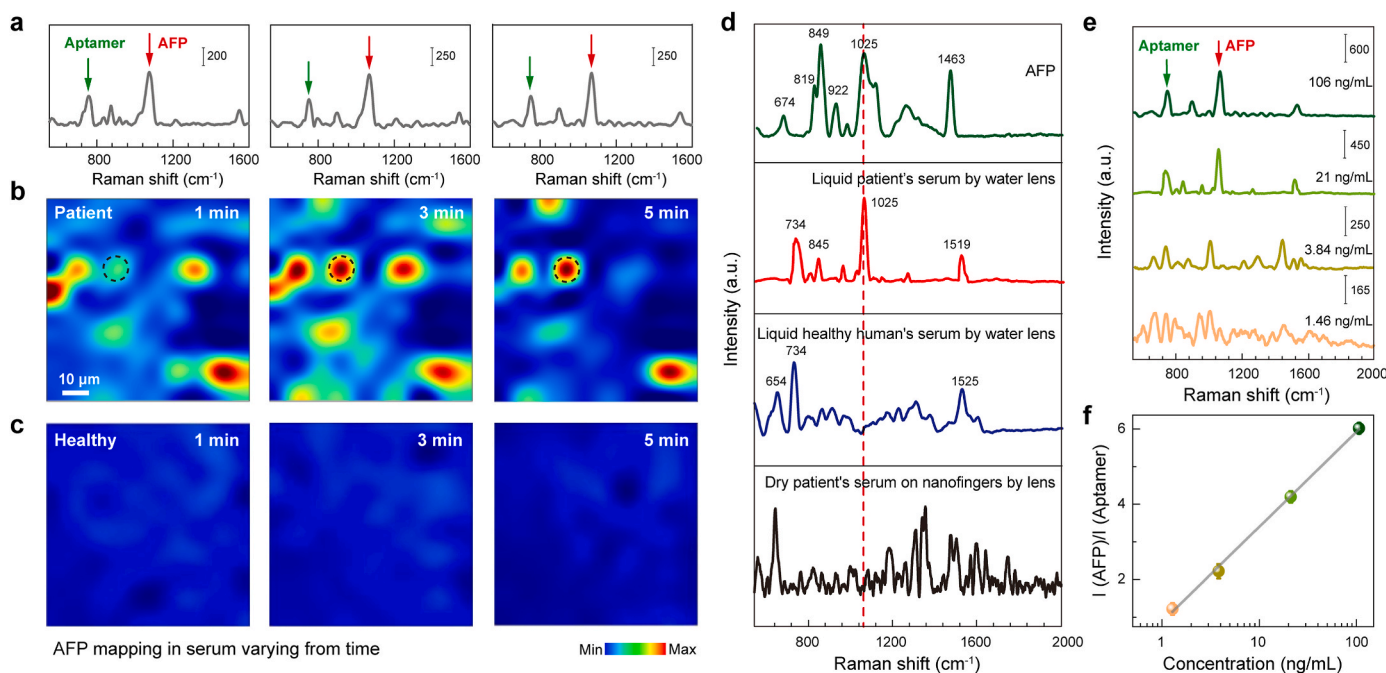 a
Aptamer AFP
200
250
250
800 1200 1600
800 1200 1600
800 1200 1600
Raman shift (cm⁻¹)
Raman shift (cm⁻¹)
Raman shift (cm⁻¹)
b
Patient 1 min
3 min
5 min
10 µm
c
Healthy 1 min
3 min
5 min
AFP mapping in serum varying from time
Min Max
d
Intensity (a.u.)
849
1025
1463
819
922
674
AFP
Liquid patient's serum by water lens
1025
734
845
1519
Liquid healthy human's serum by water lens
734
654
1525
Dry patient's serum on nanofingers by lens
600 800 1000 1200 1400 1600 1800 2000
Raman shift (cm⁻¹)
e
Intensity (a.u.)
Aptamer AFP
600
106 ng/mL
450
21 ng/mL
250
3.84 ng/mL
165
1.46 ng/mL
800 1200 1600 2000
Raman shift (cm⁻¹)
f
I (AFP)/I (Aptamer)
6
4
2
1 10 100
Concentration (ng/mL)